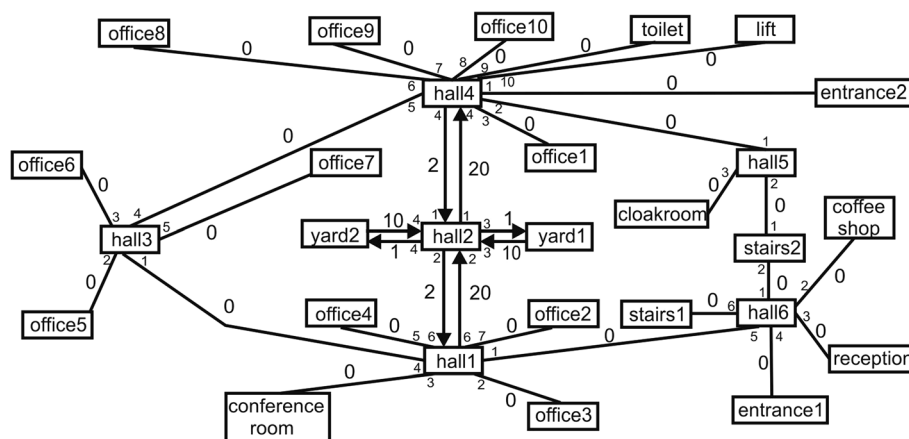 office8
office9
office10
toilet
lift
0
0
0
0
0
7
8
9
10
6
hall4
1
0
entrance2
5
4
4
3
2
0
0
0
office1
1
hall5
3
2
office6
office7
0
2
20
0
cloakroom
0
coffee
shop
3
4
5
hall3
2
1
0
yard2
10
1
4
4
1
1
hall2
2
2
3
3
1
10
yard1
1
stairs2
2
0
0
0
office5
0
2
20
office4
office2
0
0
5
6
6
7
4
hall1
1
3
2
0
stairs1
0
6
1
hall6
2
3
5
4
0
0
reception
0
conference
room
0
office3
0
entrance1